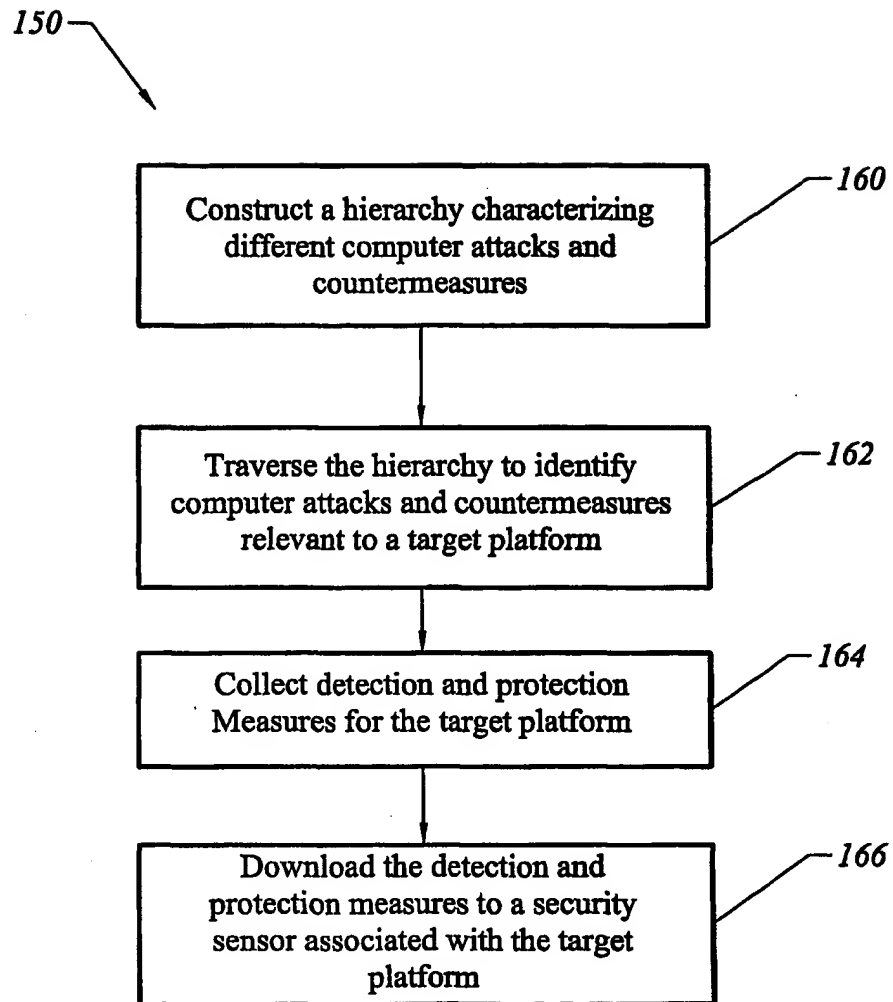 150
160
Construct a hierarchy characterizing
different computer attacks and
countermeasures
162
Traverse the hierarchy to identify
computer attacks and countermeasures
relevant to a target platform
164
Collect detection and protection
Measures for the target platform
166
Download the detection and
protection measures to a security
sensor associated with the target
platform